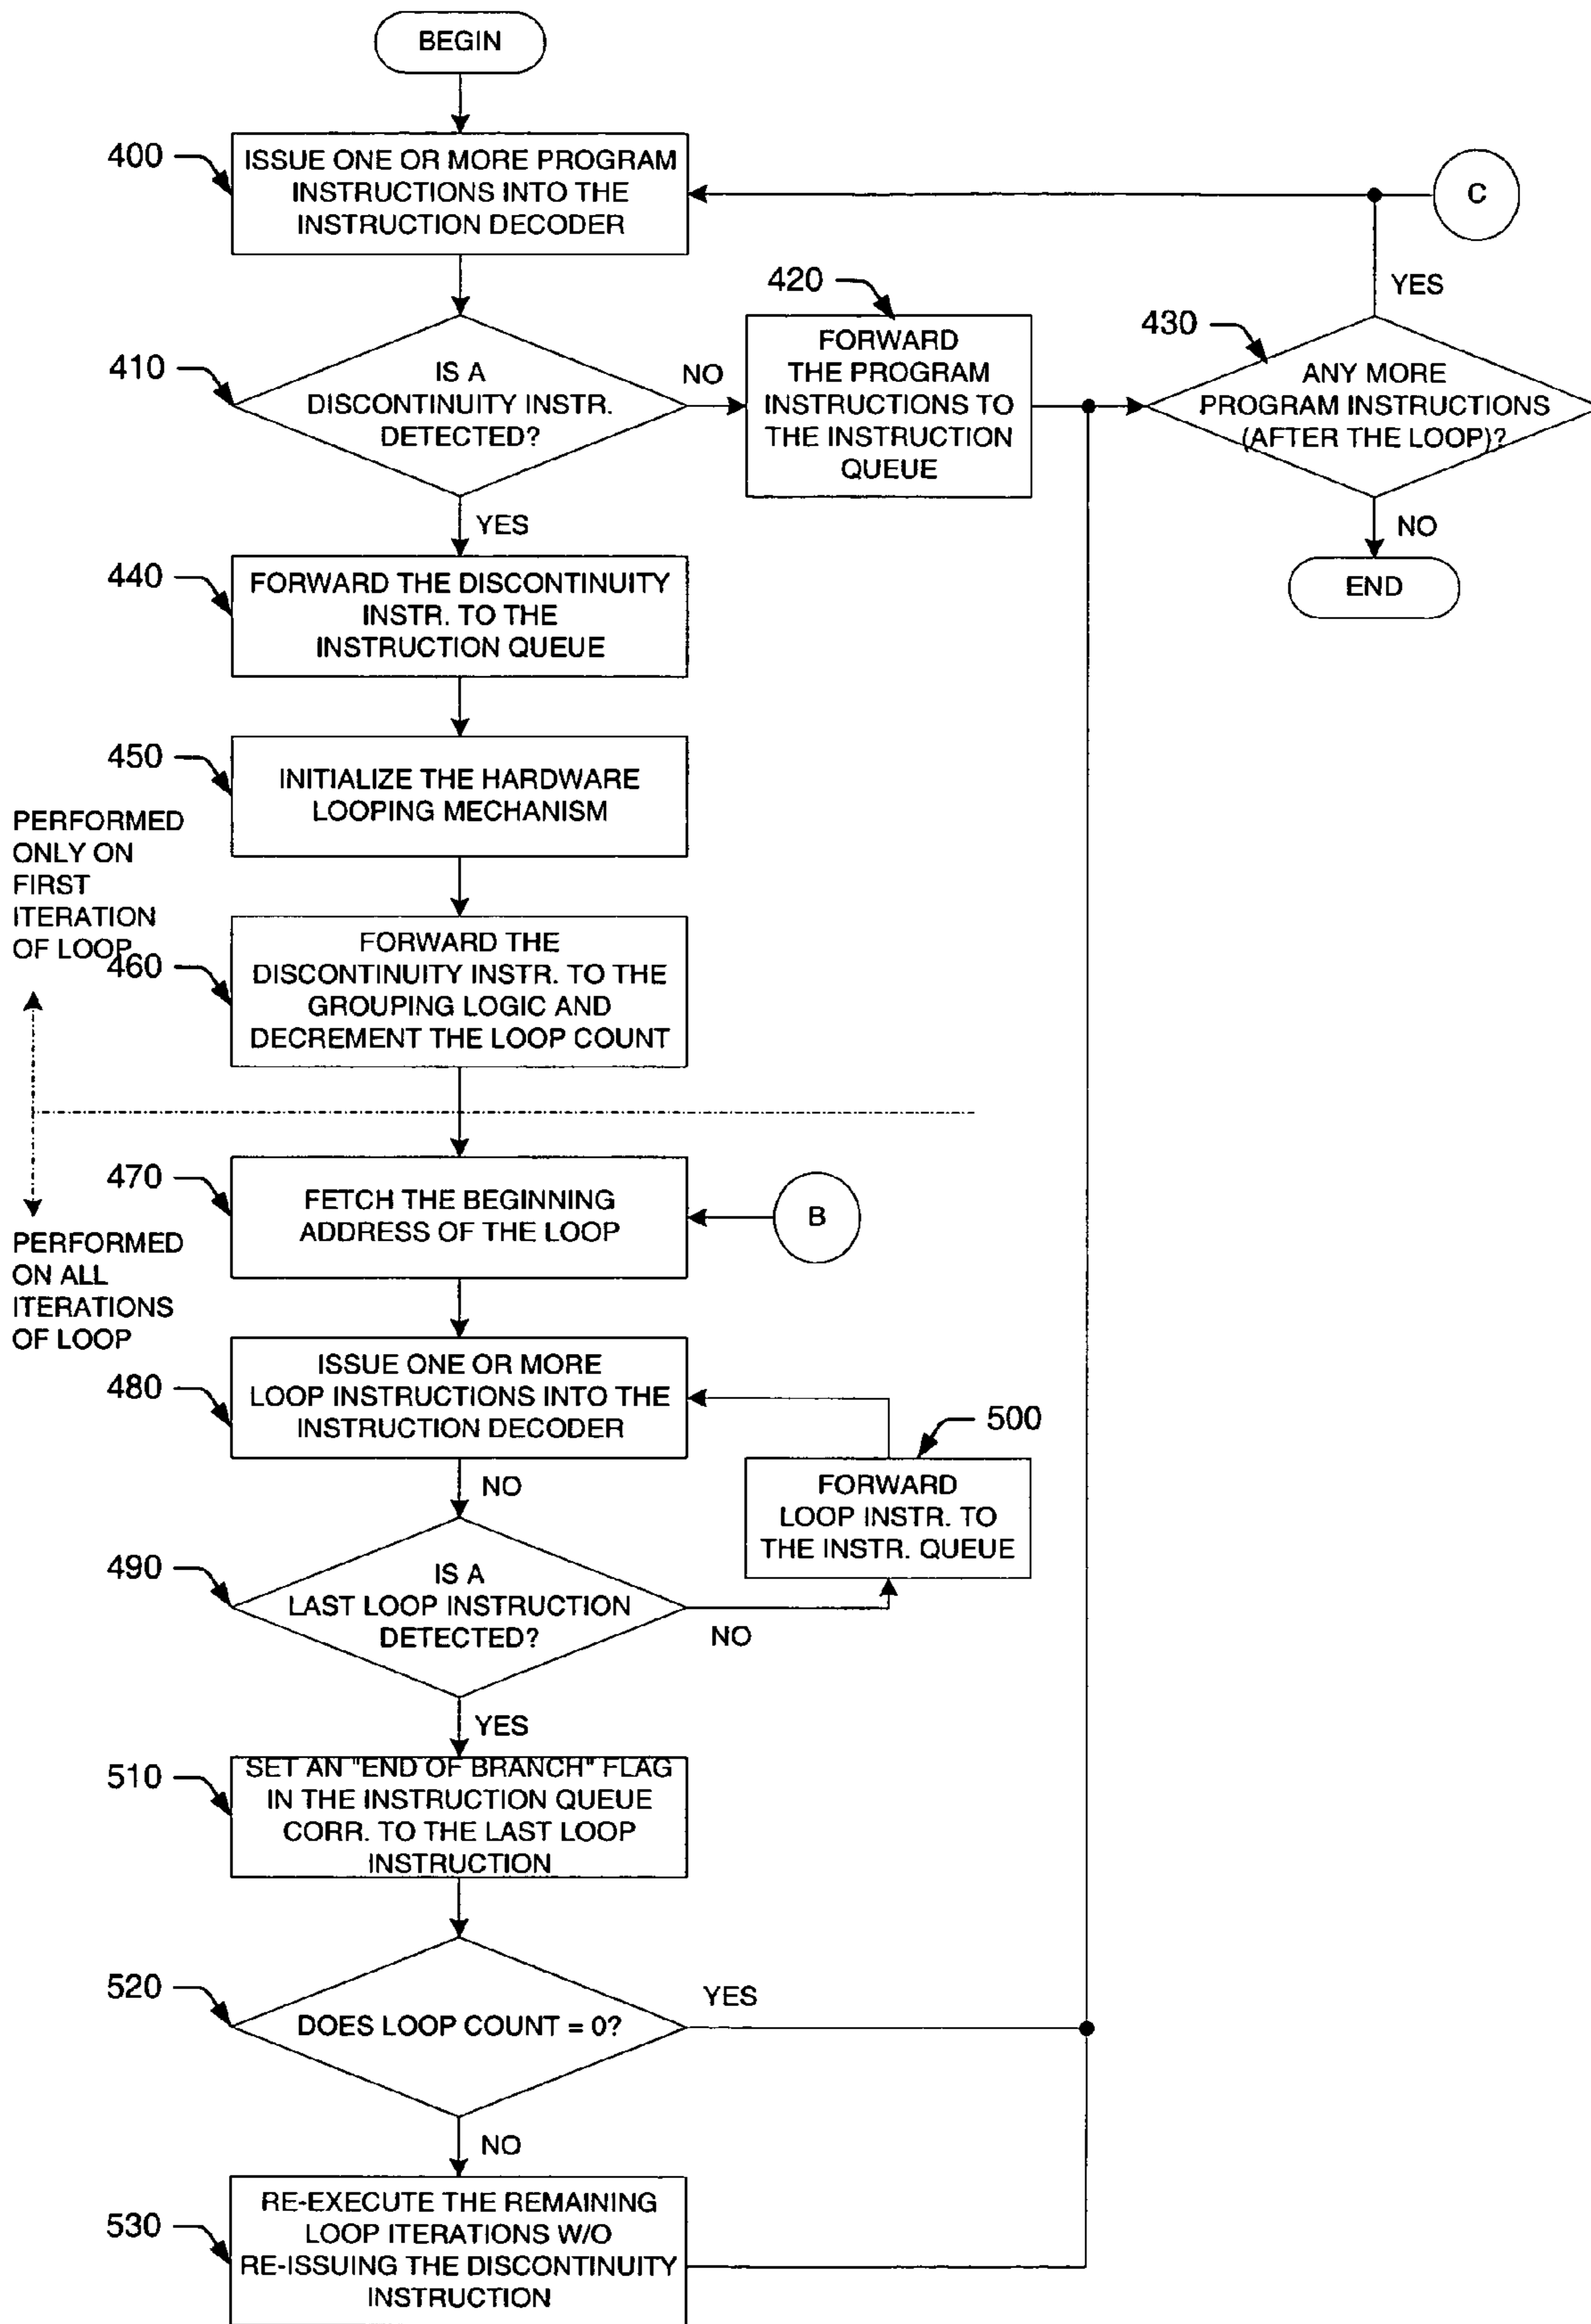 BEGIN
400
ISSUE ONE OR MORE PROGRAM
INSTRUCTIONS INTO THE
INSTRUCTION DECODER
C
410
IS A
DISCONTINUITY INSTR.
DETECTED?
NO
420
FORWARD
THE PROGRAM
INSTRUCTIONS TO
THE INSTRUCTION
QUEUE
430
YES
ANY MORE
PROGRAM INSTRUCTIONS
(AFTER THE LOOP)?
NO
END
YES
440
FORWARD THE DISCONTINUITY
INSTR. TO THE
INSTRUCTION QUEUE
450
INITIALIZE THE HARDWARE
LOOPING MECHANISM
PERFORMED
ONLY ON
FIRST
ITERATION
OF LOOP
460
FORWARD THE
DISCONTINUITY INSTR. TO THE
GROUPING LOGIC AND
DECREMENT THE LOOP COUNT
470
FETCH THE BEGINNING
ADDRESS OF THE LOOP
B
PERFORMED
ON ALL
ITERATIONS
OF LOOP
480
ISSUE ONE OR MORE
LOOP INSTRUCTIONS INTO THE
INSTRUCTION DECODER
NO
500
FORWARD
LOOP INSTR. TO
THE INSTR. QUEUE
490
IS A
LAST LOOP INSTRUCTION
DETECTED?
NO
YES
510
SET AN "END OF BRANCH" FLAG
IN THE INSTRUCTION QUEUE
CORR. TO THE LAST LOOP
INSTRUCTION
520
DOES LOOP COUNT = 0?
YES
NO
530
RE-EXECUTE THE REMAINING
LOOP ITERATIONS W/O
RE-ISSUING THE DISCONTINUITY
INSTRUCTION